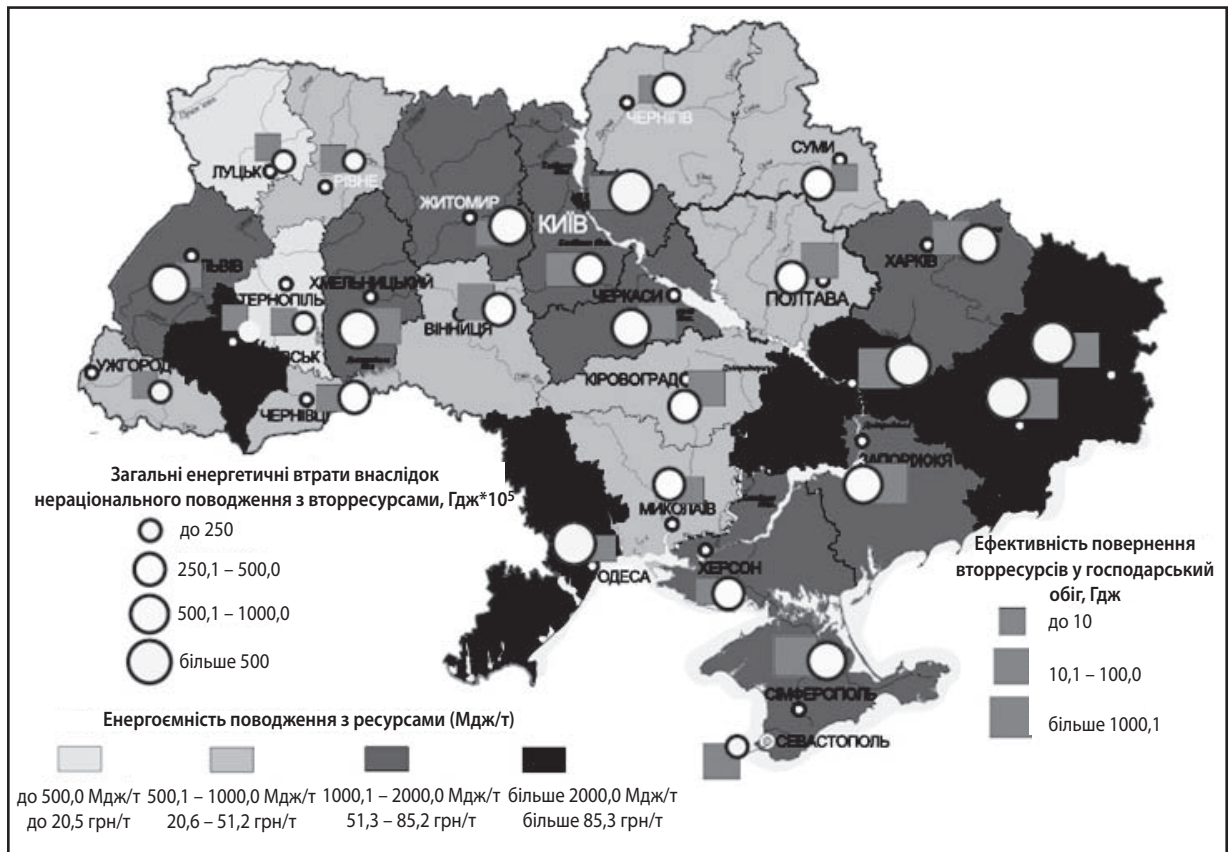 ЧЕРНІГІВ
СУМИ
ЛУЦЬК
РІВНЕ
ЖИТОМИР
КИЇВ
ЛЬВІВ
ХАРКІВ
ТЕРНОПІЛЬ
ХМЕЛЬНИЦЬКИЙ
ЧЕРКАСИ
ПОЛТАВА
ВІННИЦЯ
УЖГОРОД
ВСЬК
КІРОВОГРАД
ЧЕРНІВЦІ
ЗАПОРІЖЖЯ
МИКОЛАЇВ
ОДЕСА
ХЕРСОН
СІМФЕРОПОЛЬ
СЕВАСТОПОЛЬ
Загальні енергетичні втрати внаслідок
нераціонального поводження з вторресурсами, Гдж*10⁵
до 250
250,1 – 500,0
500,1 – 1000,0
більше 500
Ефективність повернення
вторресурсів у господарський
обіг, Гдж
до 10
10,1 – 100,0
більше 1000,1
Енергоємність поводження з ресурсами (Мдж/т)
до 500,0 Мдж/т 500,1 – 1000,0 Мдж/т 1000,1 – 2000,0 Мдж/т більше 2000,0 Мдж/т
до 20,5 грн/т 20,6 – 51,2 грн/т 51,3 – 85,2 грн/т більше 85,3 грн/т